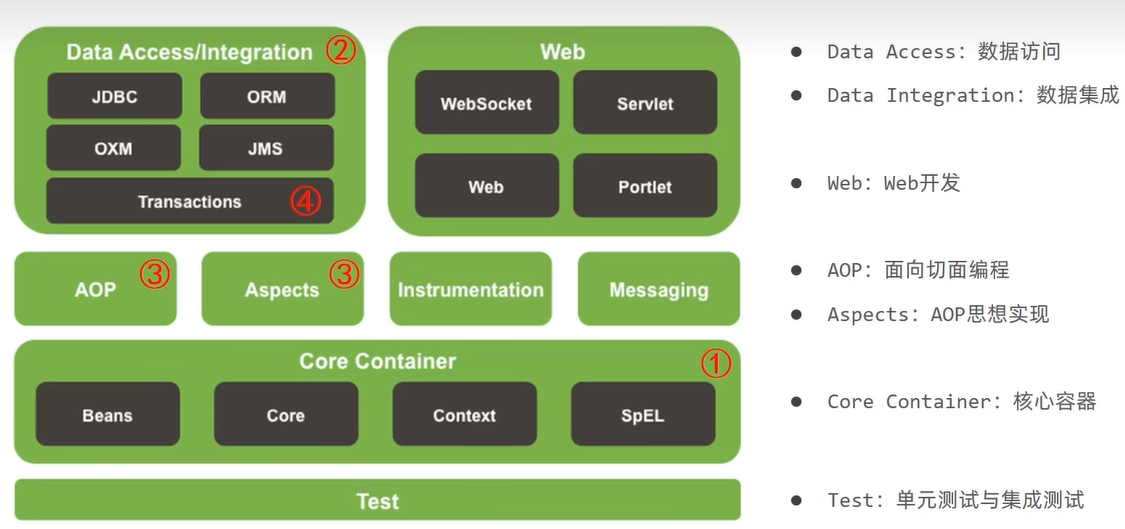 Data Access/Integration ②
JDBC ORM
OXM JMS
Transactions ④
Web
WebSocket Servlet
Web Portlet
AOP ③ Aspects ③ Instrumentation Messaging
Core Container ①
Beans Core Context SpEL
Test
● Data Access：数据访问
● Data Integration：数据集成
● Web：Web开发
● AOP：面向切面编程
● Aspects：AOP思想实现
● Core Container：核心容器
● Test：单元测试与集成测试